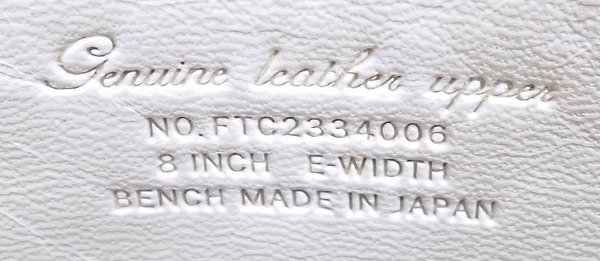 Genuine leather upper
NO. FTC2334006
8 INCH E-WIDTH
BENCH MADE IN JAPAN